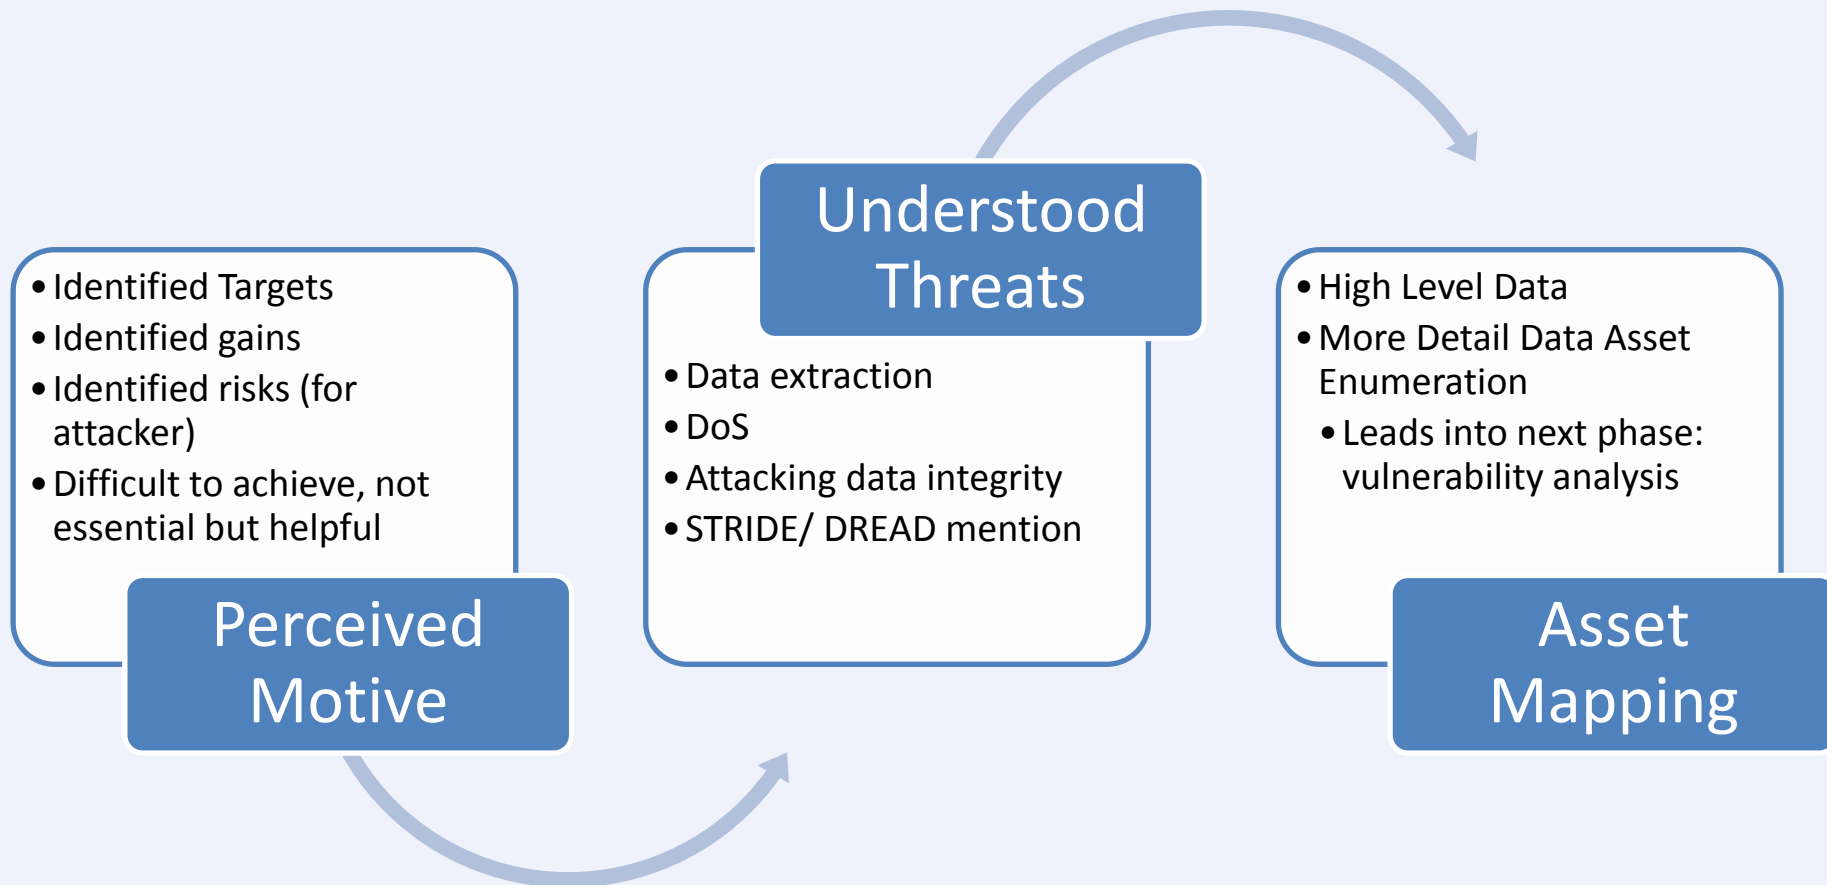 • Identified Targets
• Identified gains
• Identified risks (for
attacker)
• Difficult to achieve, not
essential but helpful
Perceived
Motive
Understood
Threats
• Data extraction
• DoS
• Attacking data integrity
• STRIDE/ DREAD mention
• High Level Data
• More Detail Data Asset
Enumeration
• Leads into next phase:
vulnerability analysis
Asset
Mapping